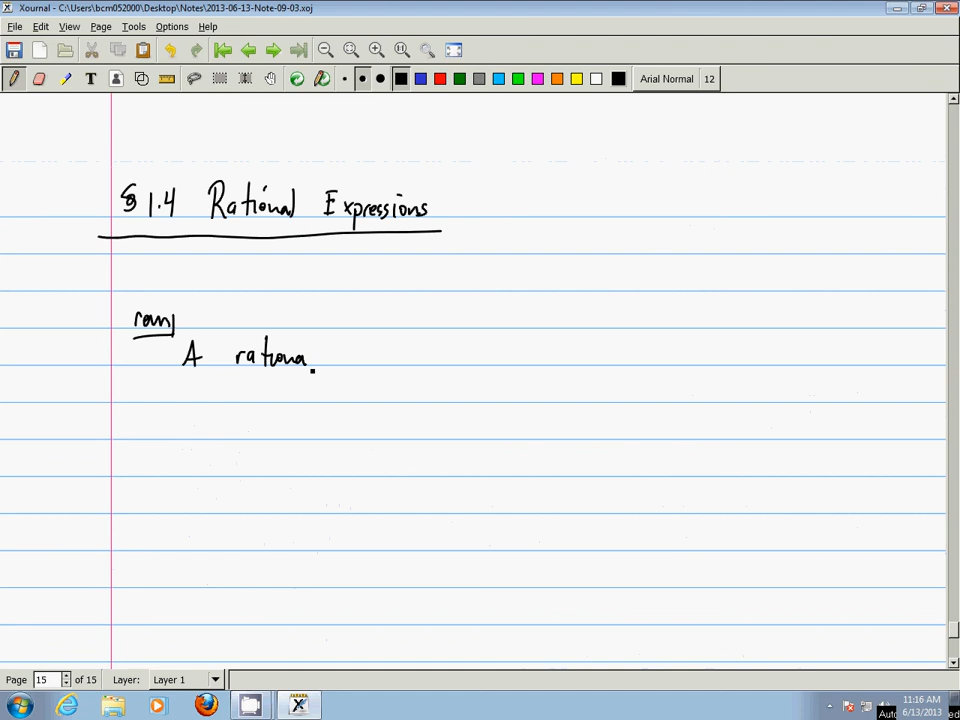 Xournal - C:\Users\bcm052000\Desktop\Notes\2013-06-13-Note-09-03.xoj
File Edit View Page Tools Options Help
T Arial Normal 12
§ 1.4 Rational Expressions
A rationa
Page 15 of 15 Layer: Layer 1
11:16 AM
6/13/2013